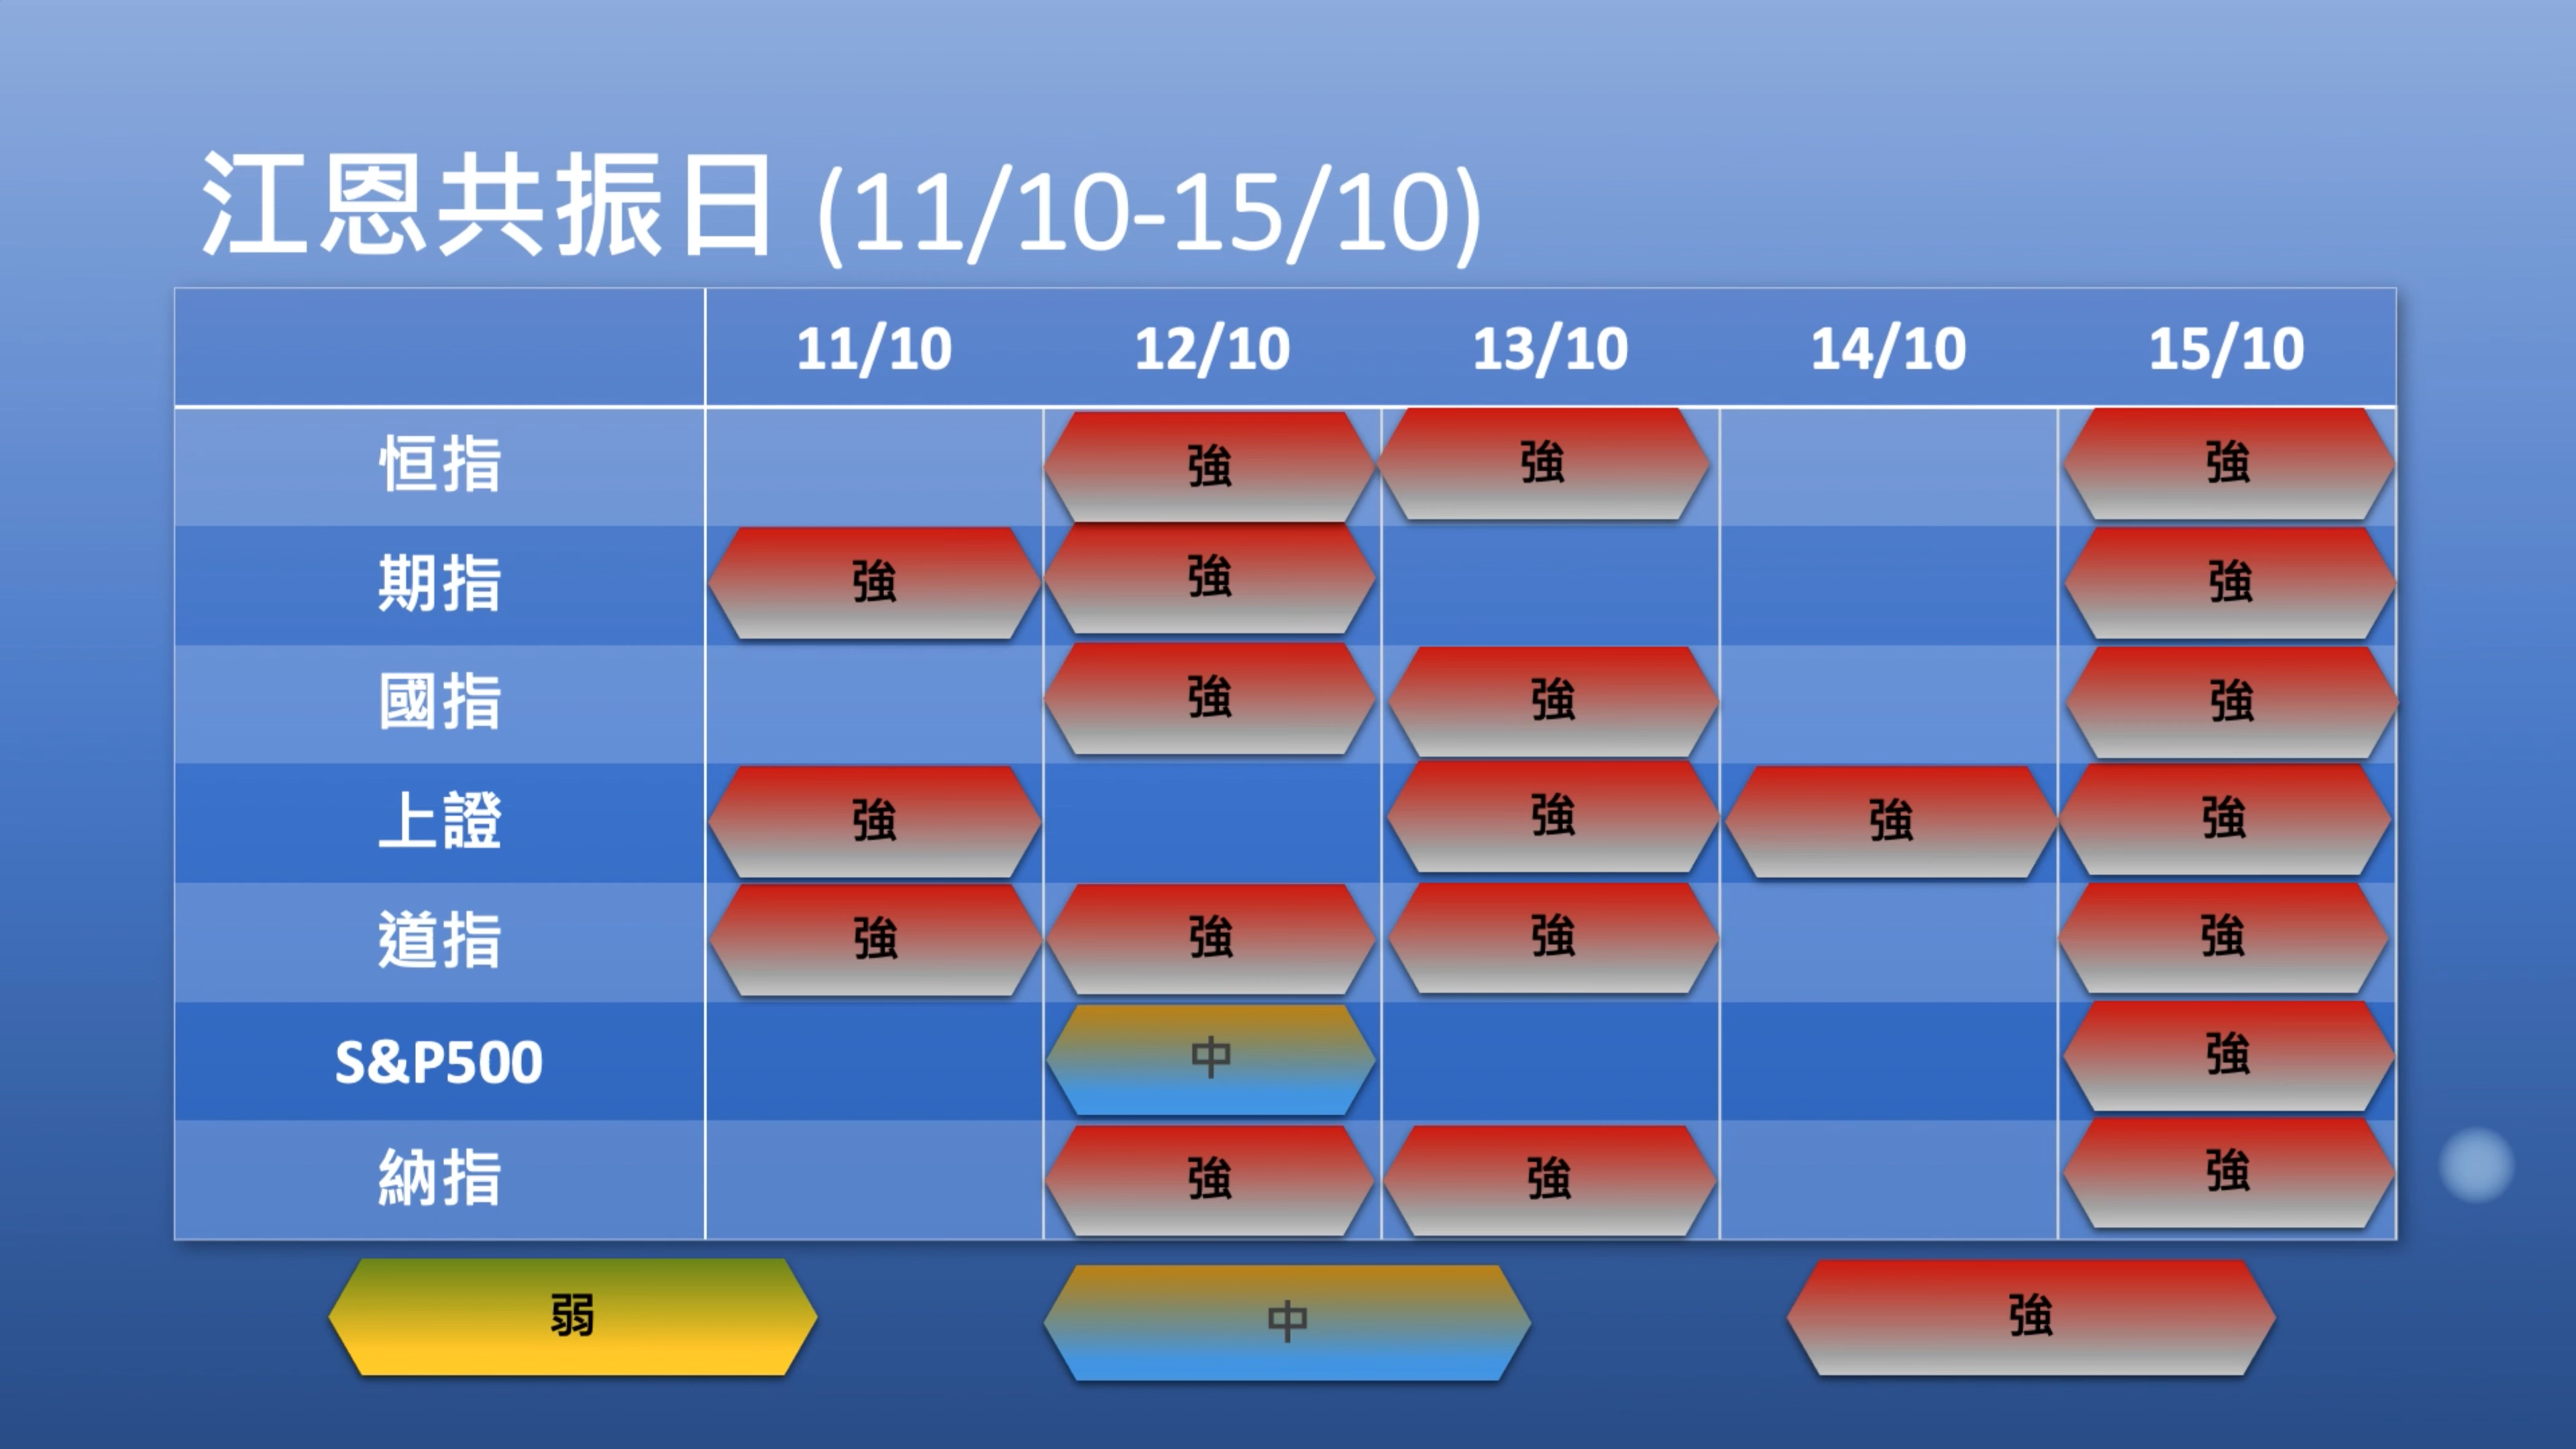 江恩共振日 (11/10-15/10)
11/10 12/10 13/10 14/10 15/10
恒指 強 強 強
期指 強 強 強
國指 強 強 強
上證 強 強 強 強
道指 強 強 強 強
S&P500 中 強
納指 強 強 強
弱 中 強